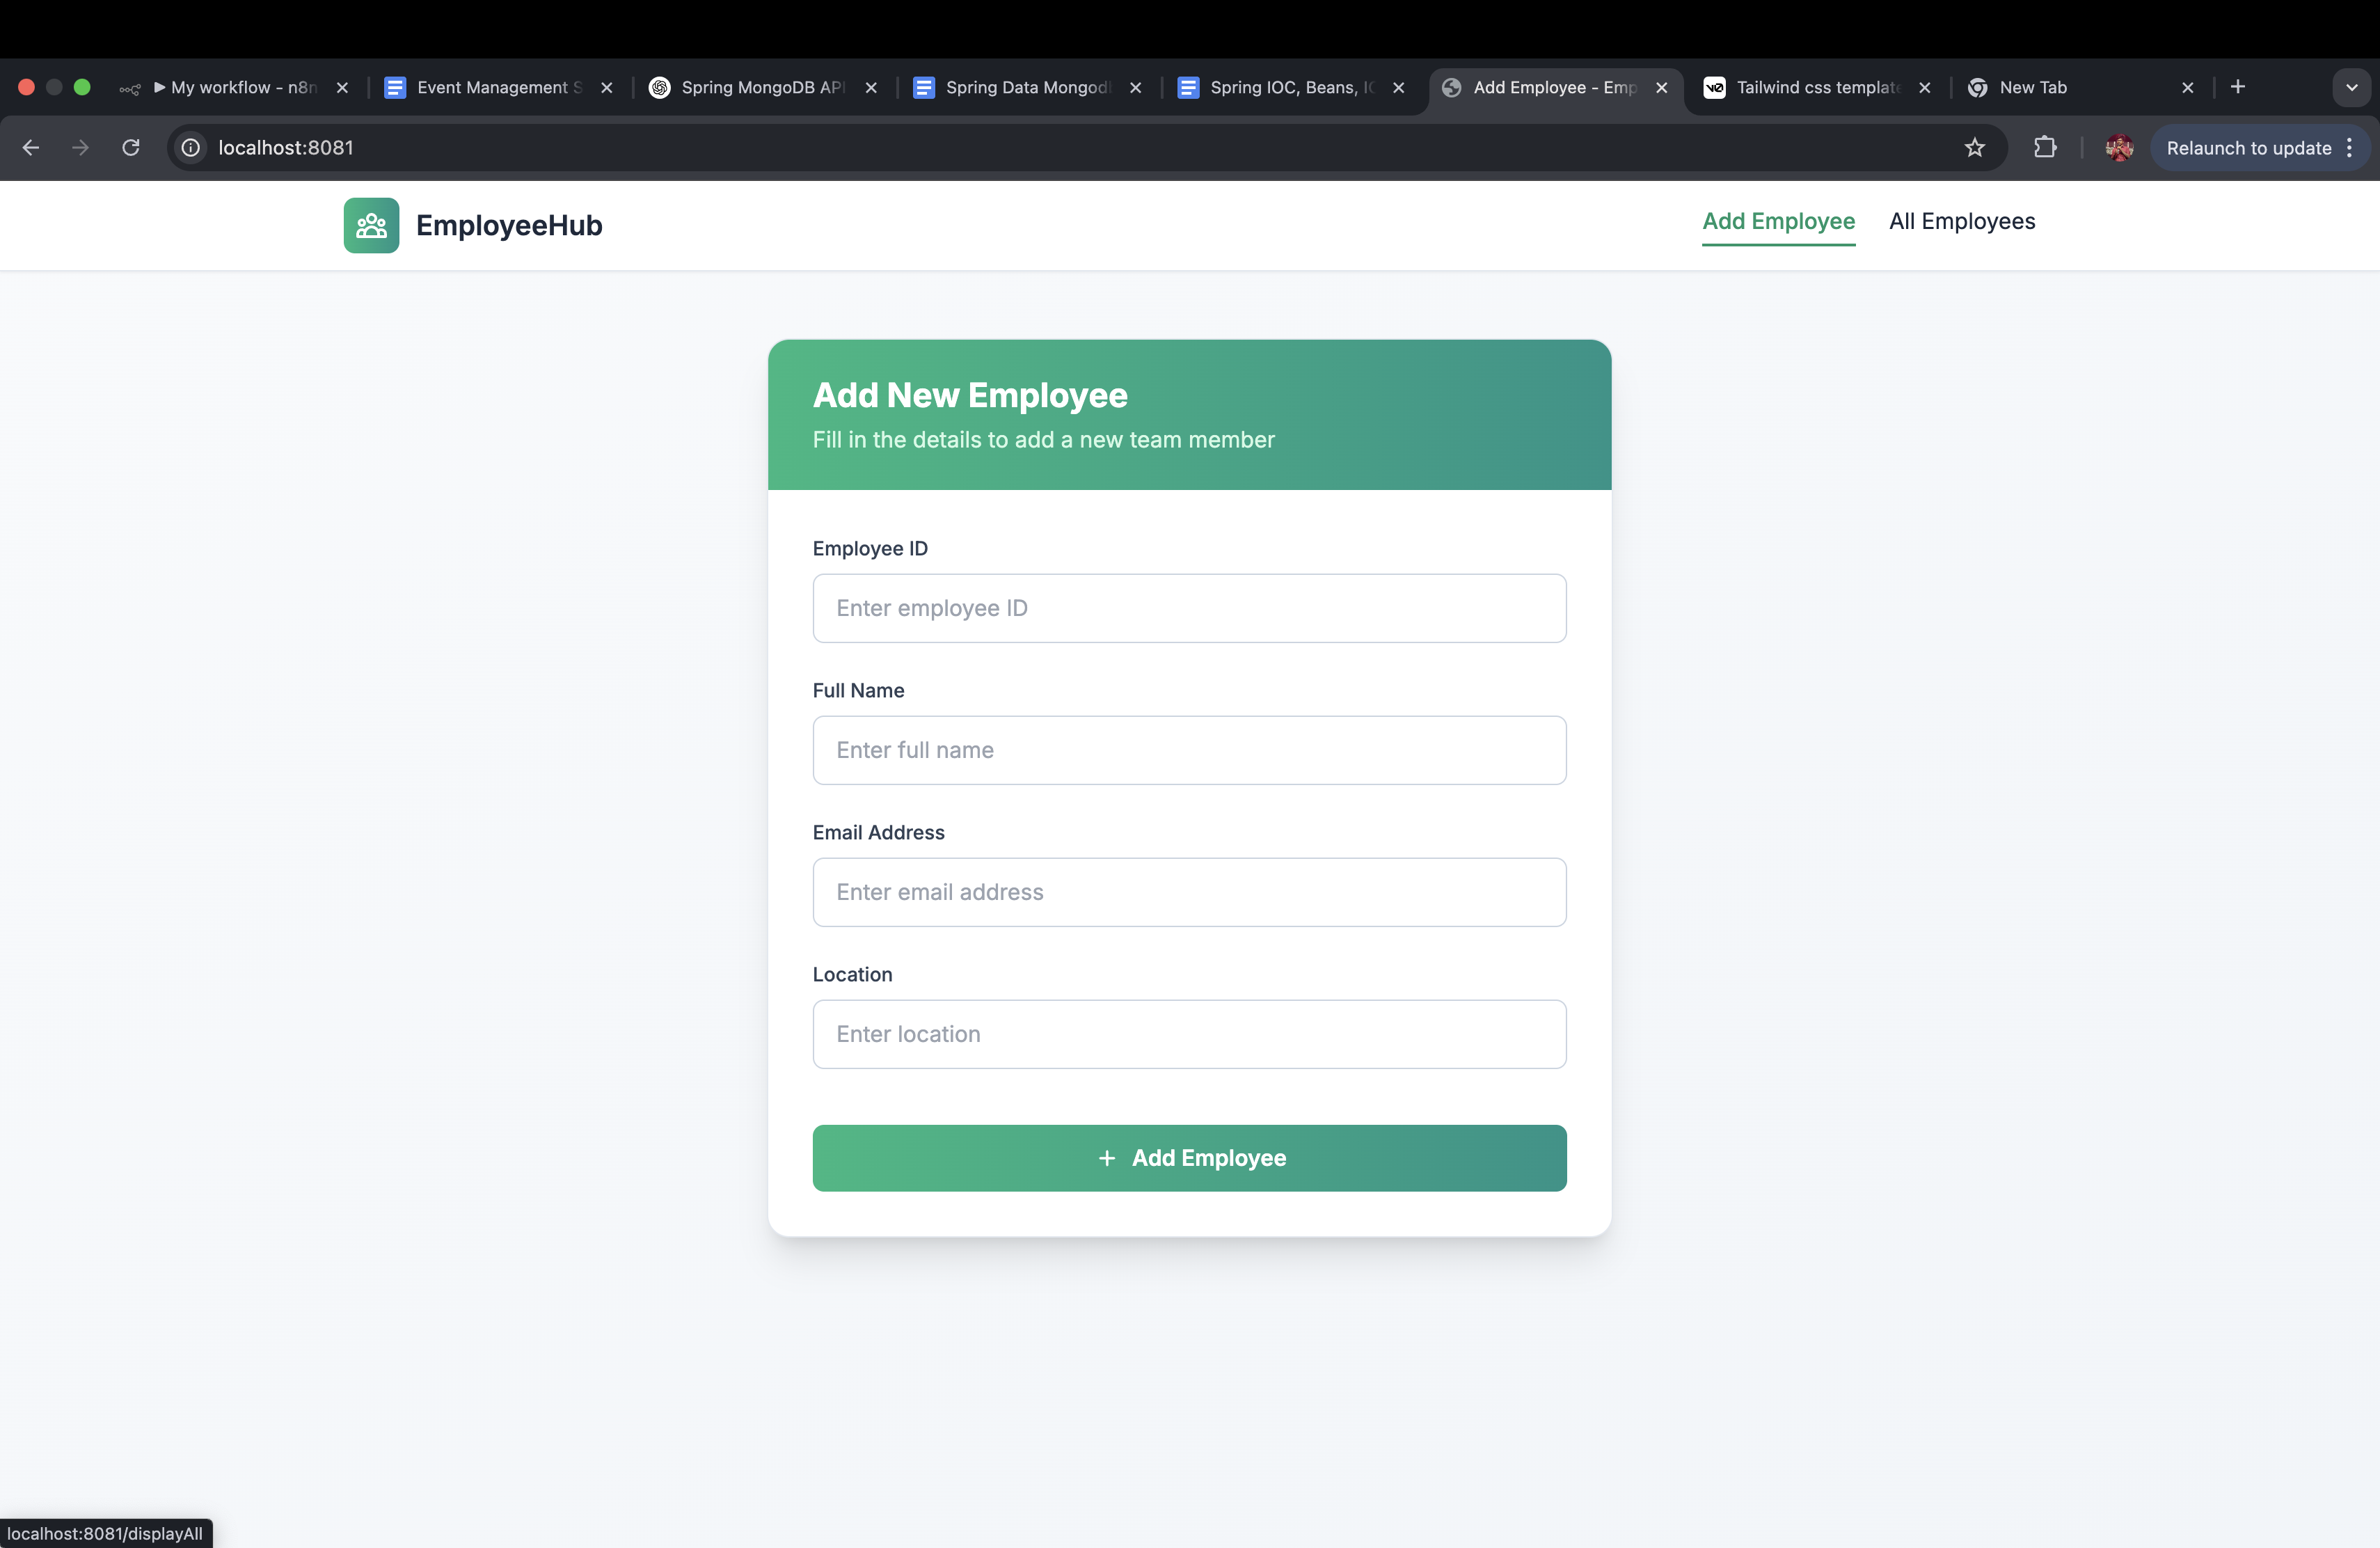 My workflow - n8n
Event Management S
Spring MongoDB API
Spring Data Mongod
Spring IOC, Beans, IO
Add Employee - Emp
v0
Tailwind css template
New Tab
localhost:8081
Relaunch to update
EmployeeHub
Add Employee
All Employees
Add New Employee
Fill in the details to add a new team member
Employee ID
Enter employee ID
Full Name
Enter full name
Email Address
Enter email address
Location
Enter location
+ Add Employee
localhost:8081/displayAll